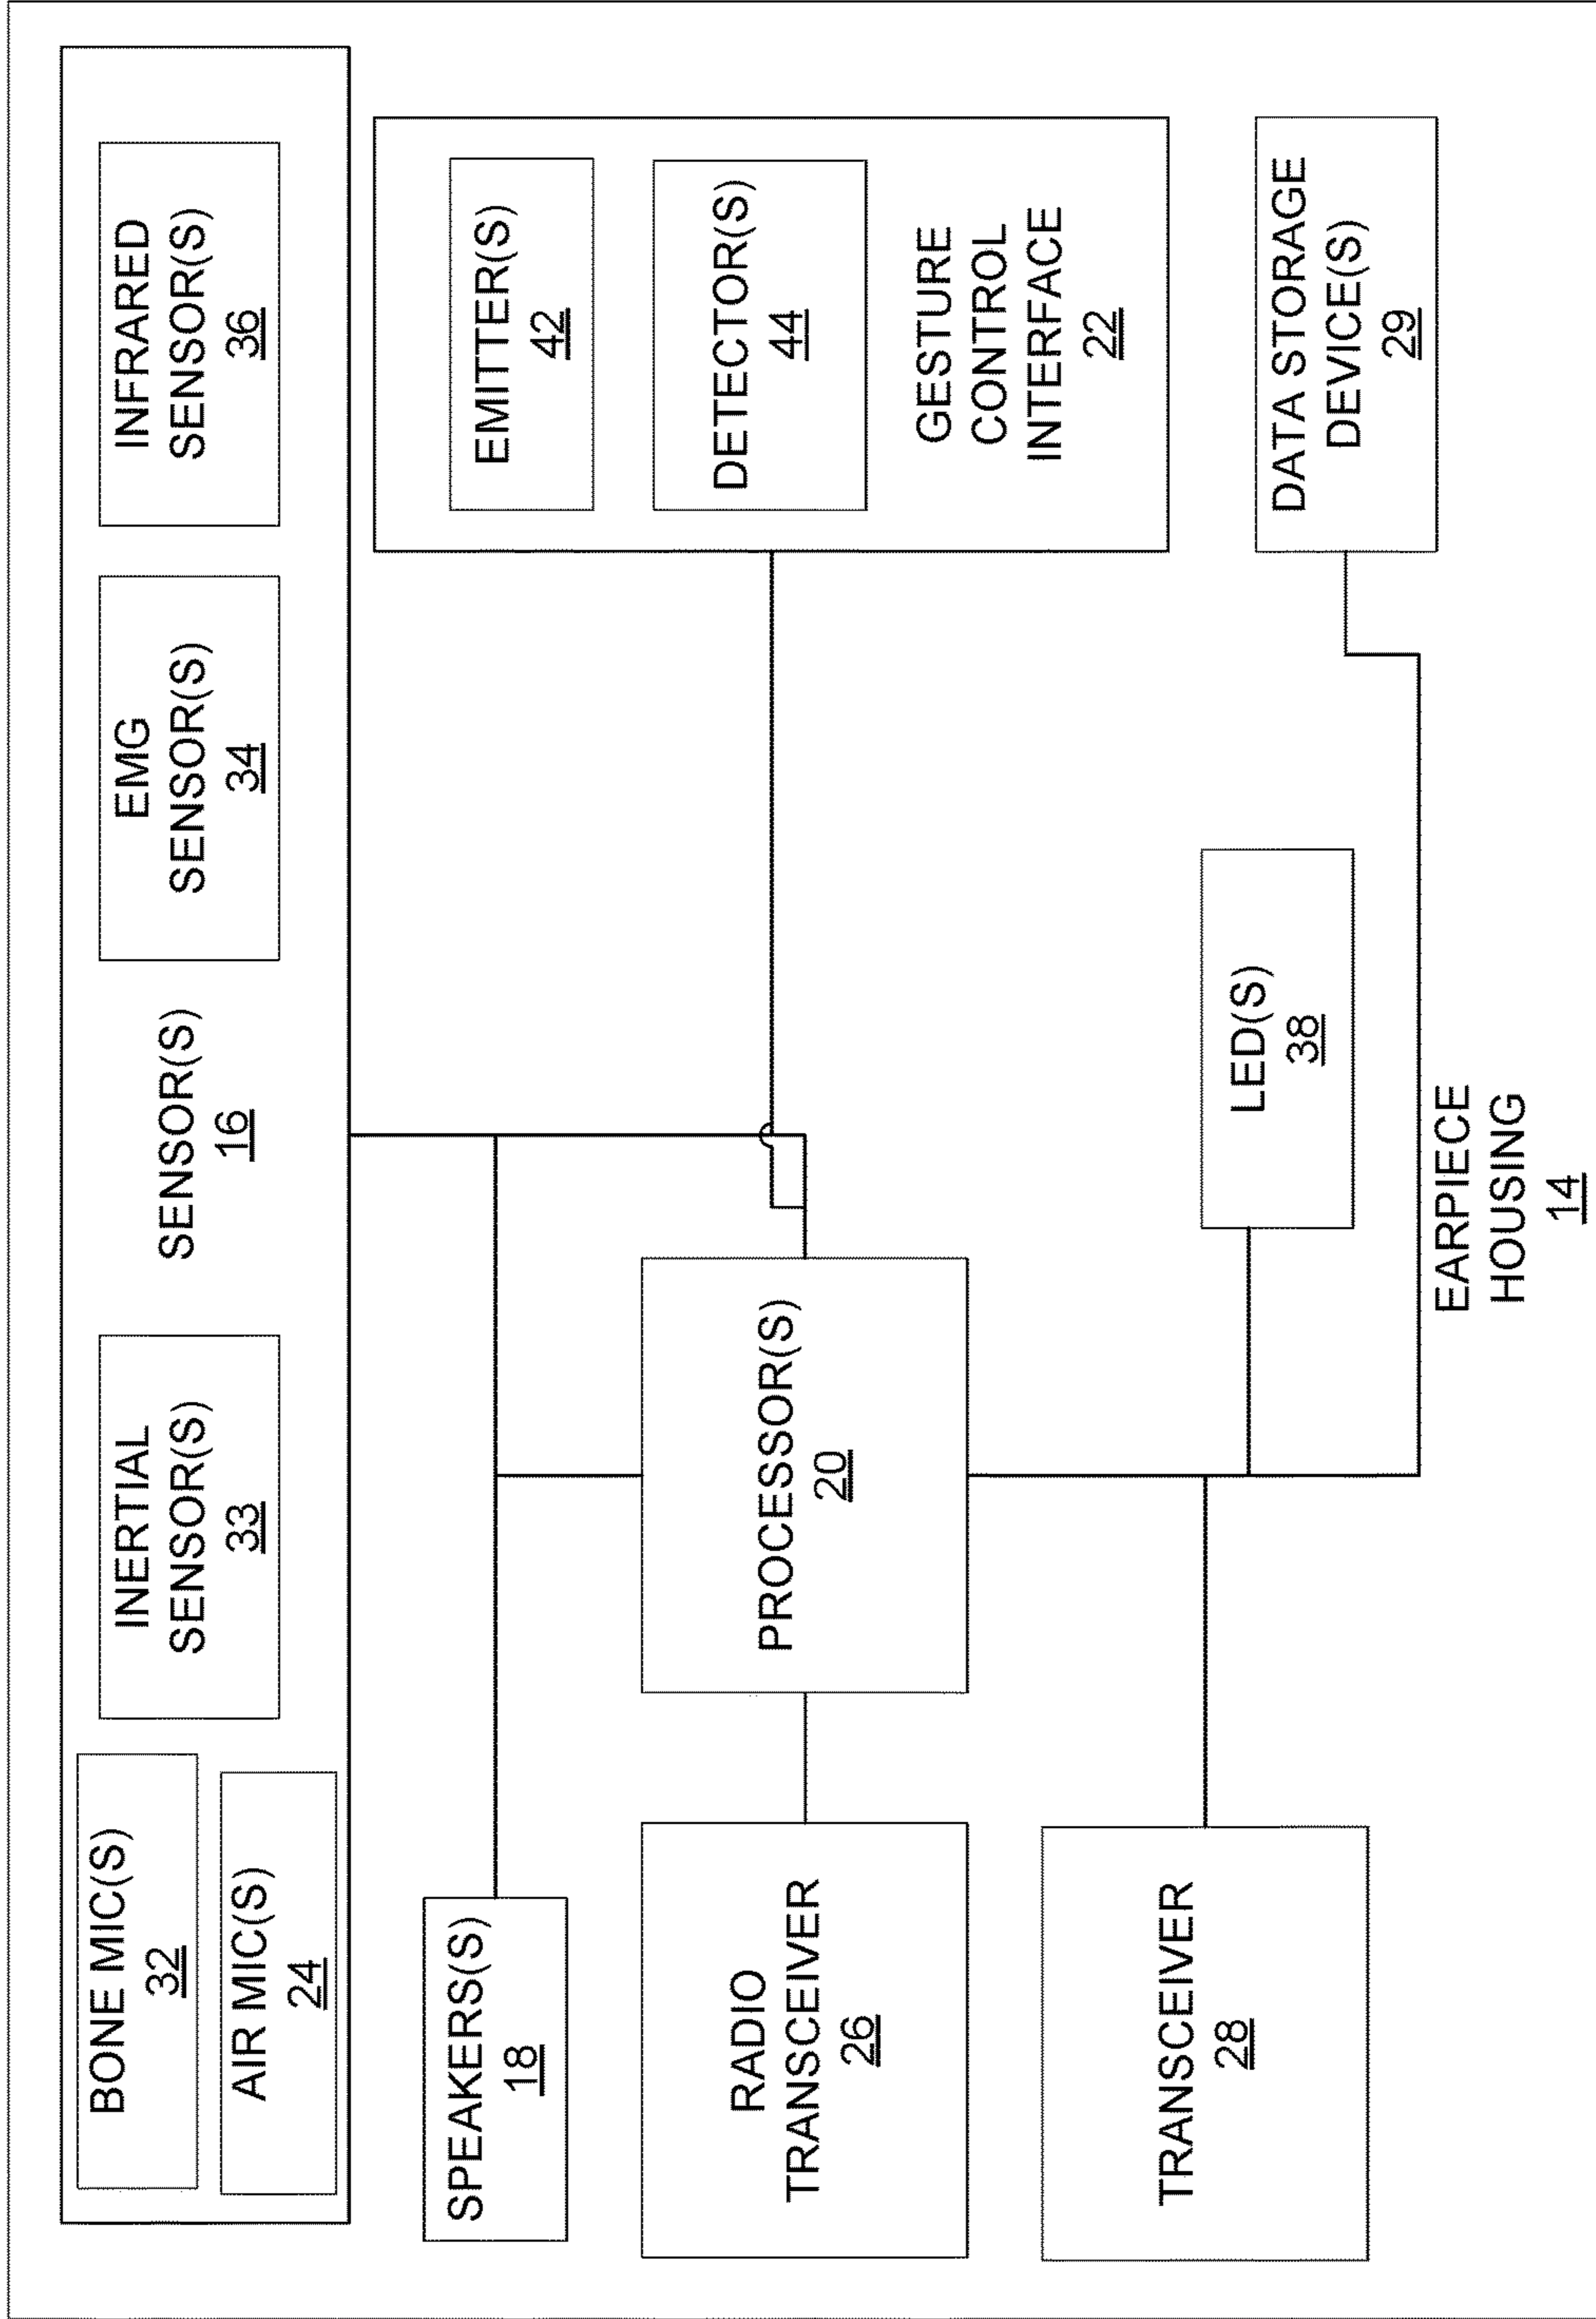 BONE MIC(S)
32
AIR MIC(S)
24
INERTIAL
SENSOR(S)
33
SENSOR(S)
16
EMG
SENSOR(S)
34
INFRARED
SENSOR(S)
36
SPEAKERS(S)
18
EMITTER(S)
42
DETECTOR(S)
44
GESTURE
CONTROL
INTERFACE
22
RADIO
TRANSCEIVER
26
PROCESSOR(S)
20
TRANSCEIVER
28
LED(S)
38
DATA STORAGE
DEVICE(S)
29
EARPIECE
HOUSING
14